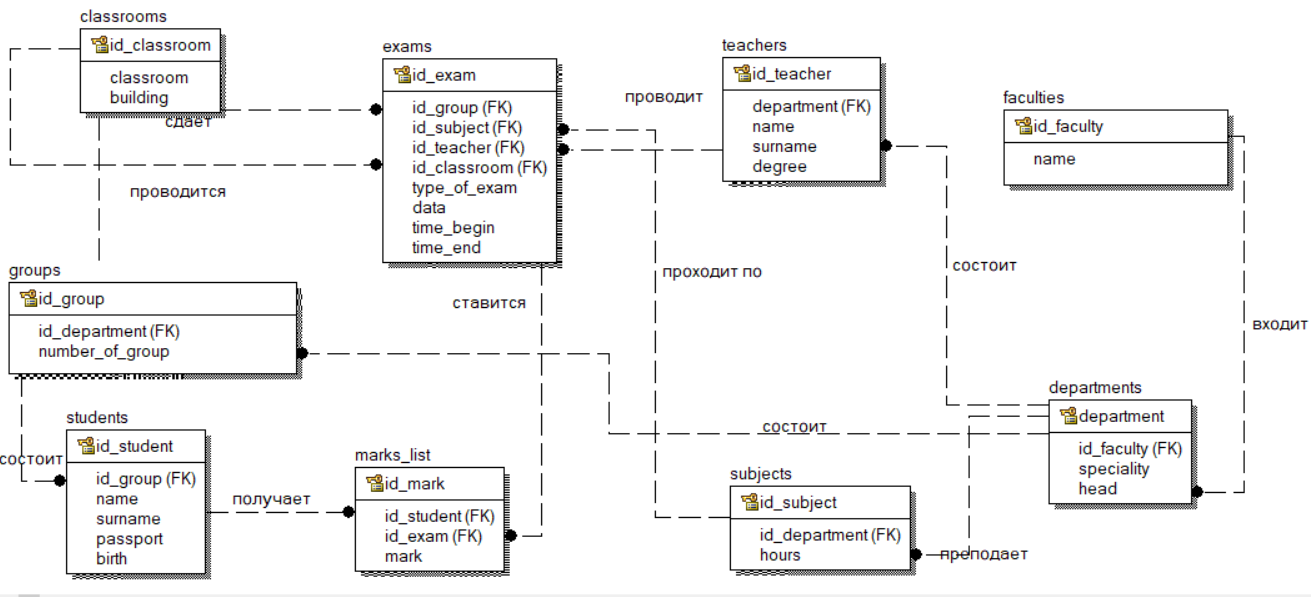 classrooms
id_classroom
classroom
building
сдает
проводится
exams
id_exam
id_group (FK)
id_subject (FK)
id_teacher (FK)
id_classroom (FK)
type_of_exam
data
time_begin
time_end
teachers
id_teacher
department (FK)
name
surname
degree
проводит
faculties
id_faculty
name
groups
id_group
id_department (FK)
number_of_group
ставится
проходит по
состоит
входит
students
id_student
id_group (FK)
name
surname
passport
birth
состоит
получает
marks_list
id_mark
id_student (FK)
id_exam (FK)
mark
состоит
subjects
id_subject
id_department (FK)
hours
преподает
departments
department
id_faculty (FK)
speciality
head